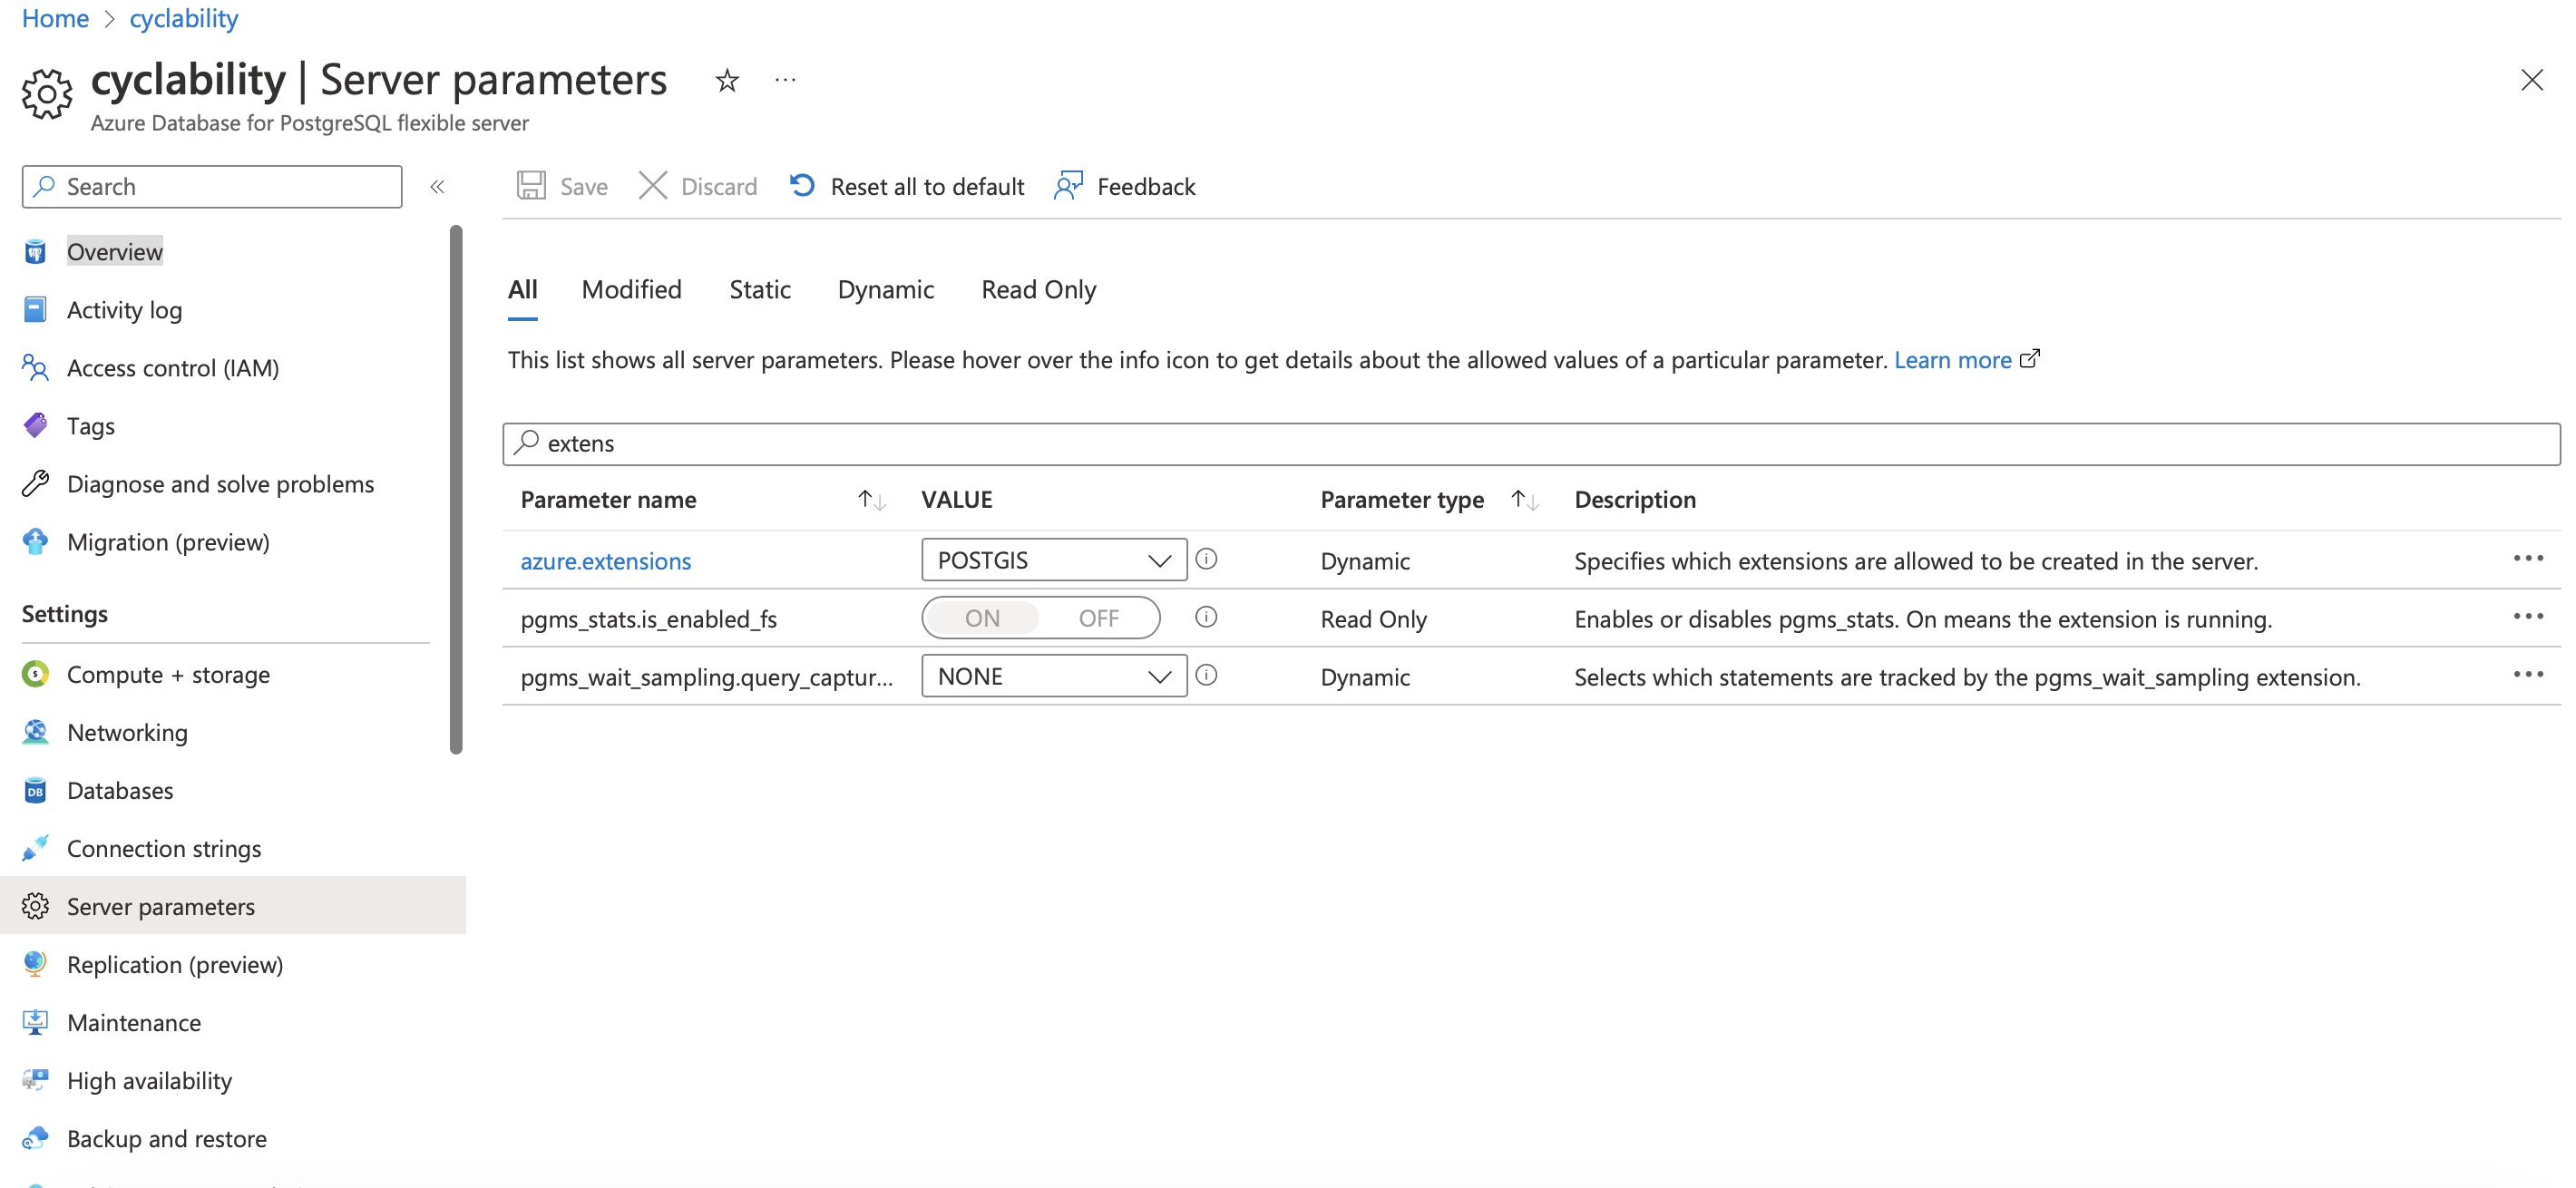 Home > cyclability
cyclability | Server parameters
Azure Database for PostgreSQL flexible server
Search
Overview
Activity log
Access control (IAM)
Tags
Diagnose and solve problems
Migration (preview)
Settings
Compute + storage
Networking
Databases
Connection strings
Server parameters
Replication (preview)
Maintenance
High availability
Backup and restore
Save Discard Reset all to default Feedback
All Modified Static Dynamic Read Only
This list shows all server parameters. Please hover over the info icon to get details about the allowed values of a particular parameter. Learn more
extens
Parameter name VALUE Parameter type Description
azure.extensions POSTGIS Dynamic Specifies which extensions are allowed to be created in the server.
pgms_stats.is_enabled_fs ON OFF Read Only Enables or disables pgms_stats. On means the extension is running.
pgms_wait_sampling.query_captur... NONE Dynamic Selects which statements are tracked by the pgms_wait_sampling extension.